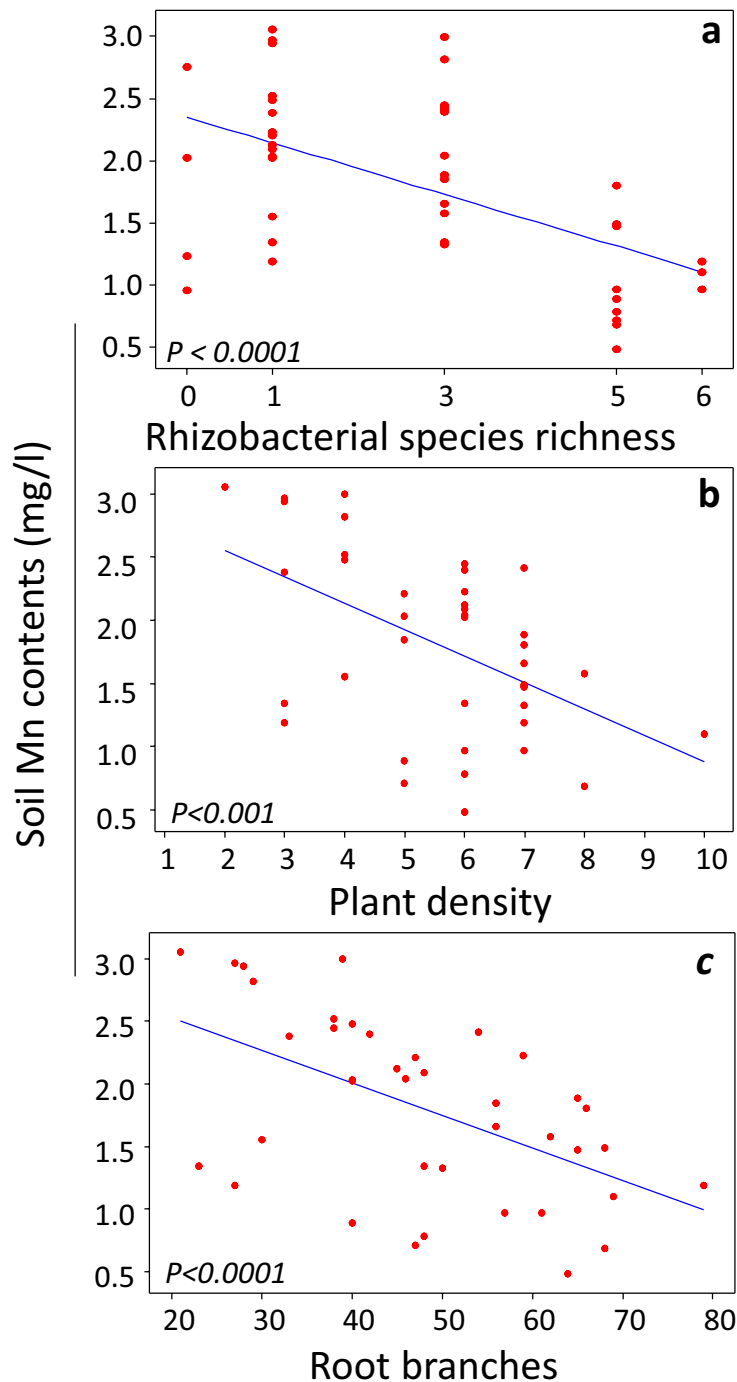 Soil Mn contents (mg/l)
a
3.0
2.5
2.0
1.5
1.0
0.5
P < 0.0001
0 1 3 5 6
Rhizobacterial species richness
b
3.0
2.5
2.0
1.5
1.0
0.5
P<0.001
1 2 3 4 5 6 7 8 9 10
Plant density
c
3.0
2.5
2.0
1.5
1.0
0.5
P<0.0001
20 30 40 50 60 70 80
Root branches